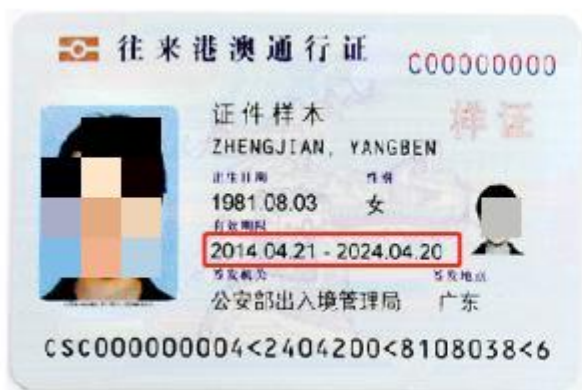 往来港澳通行证
C00000000
样证
证件样本
ZHENGJIAN, YANGBEN
出生日期 性别
1981.08.03 女
有效期限
2014.04.21 - 2024.04.20
签发机关 签发地点
公安部出入境管理局 广东
CSC000000004<2404200<8108038<6